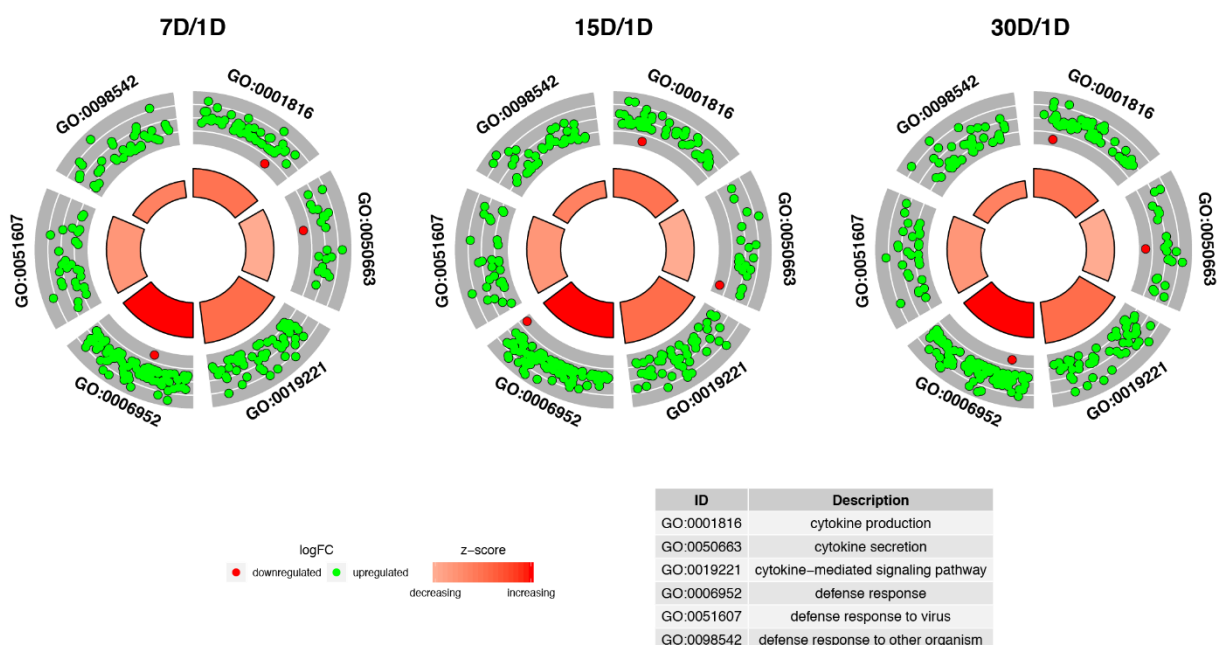 7D/1D
15D/1D
30D/1D
GO:0098542
GO:0001816
GO:0051607
GO:0050663
GO:0006952
GO:0019221
GO:0098542
GO:0001816
GO:0051607
GO:0050663
GO:0006952
GO:0019221
GO:0098542
GO:0001816
GO:0051607
GO:0050663
GO:0006952
GO:0019221
logFC
downregulated upregulated
z−score
decreasing increasing
ID Description
GO:0001816 cytokine production
GO:0050663 cytokine secretion
GO:0019221 cytokine−mediated signaling pathway
GO:0006952 defense response
GO:0051607 defense response to virus
GO:0098542 defense response to other organism